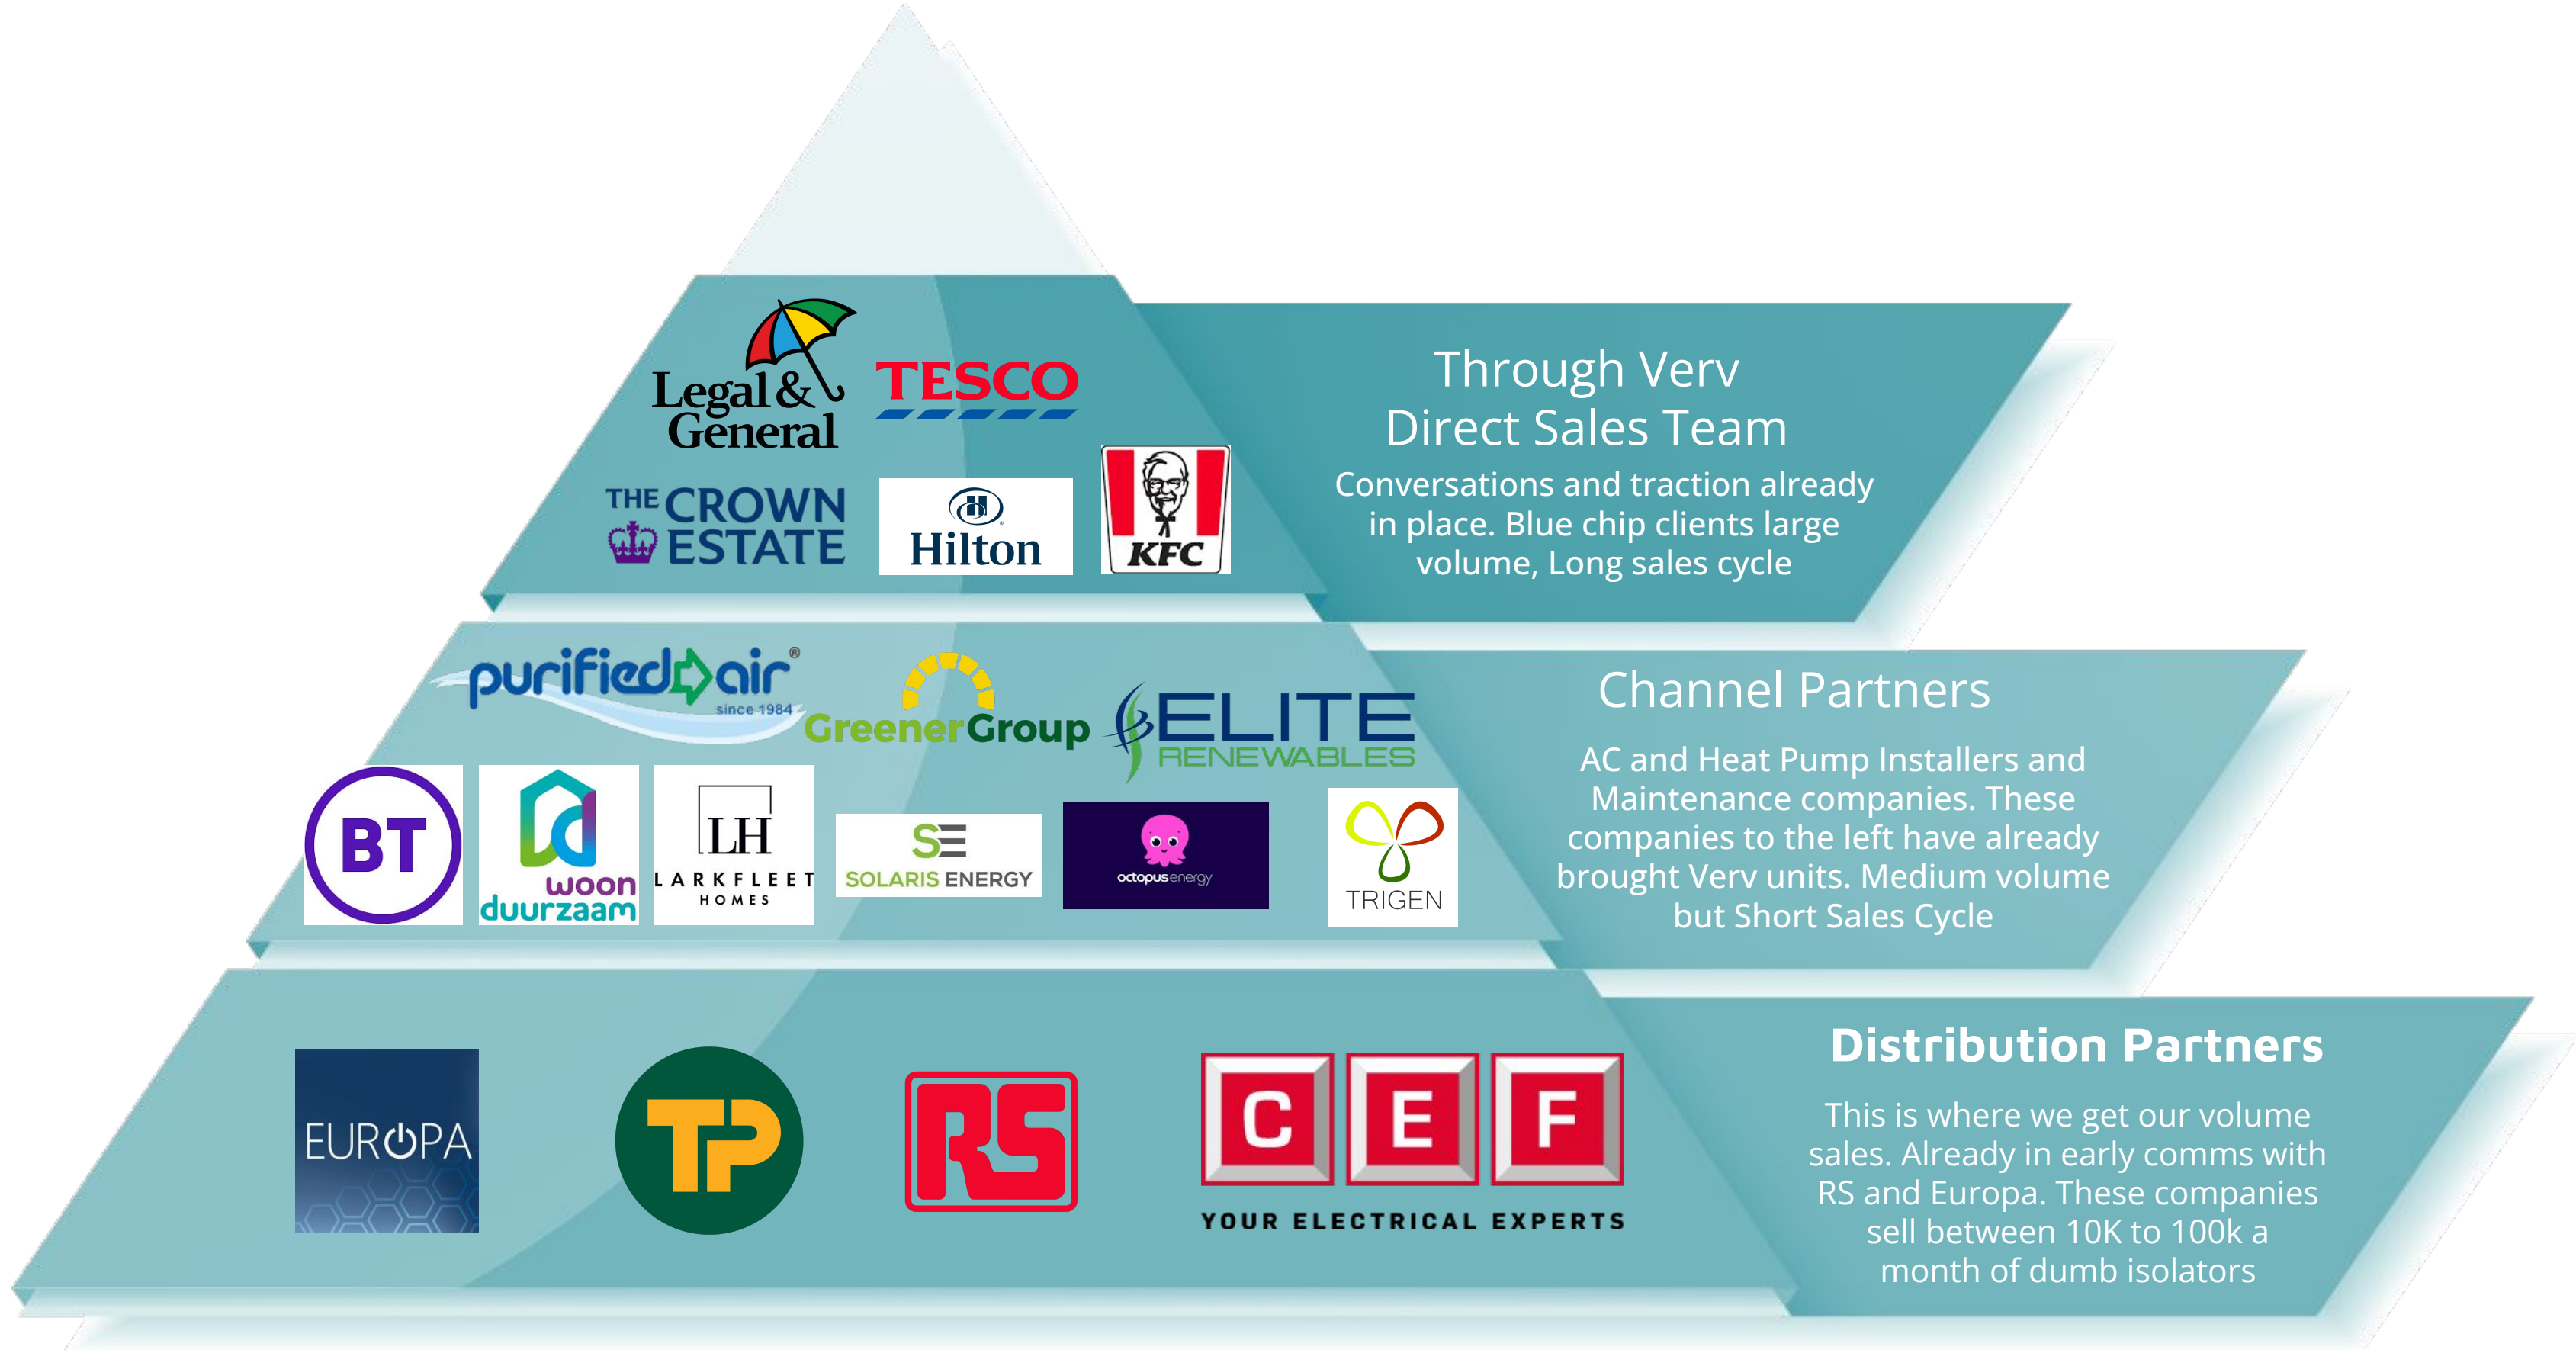 Legal &
General
TESCO
THE CROWN
ESTATE
Hilton
KFC
Through Verv
Direct Sales Team
Conversations and traction already
in place. Blue chip clients large
volume, Long sales cycle
purified air®
since 1984
GreenerGroup
ELITE
RENEWABLES
BT
woon
duurzaam
LH
LARKFLEET
HOMES
SE
SOLARIS ENERGY
octopusenergy
TRIGEN
Channel Partners
AC and Heat Pump Installers and
Maintenance companies. These
companies to the left have already
brought Verv units. Medium volume
but Short Sales Cycle
EUROPA
TP
RS
CEF
YOUR ELECTRICAL EXPERTS
Distribution Partners
This is where we get our volume
sales. Already in early comms with
RS and Europa. These companies
sell between 10K to 100k a
month of dumb isolators